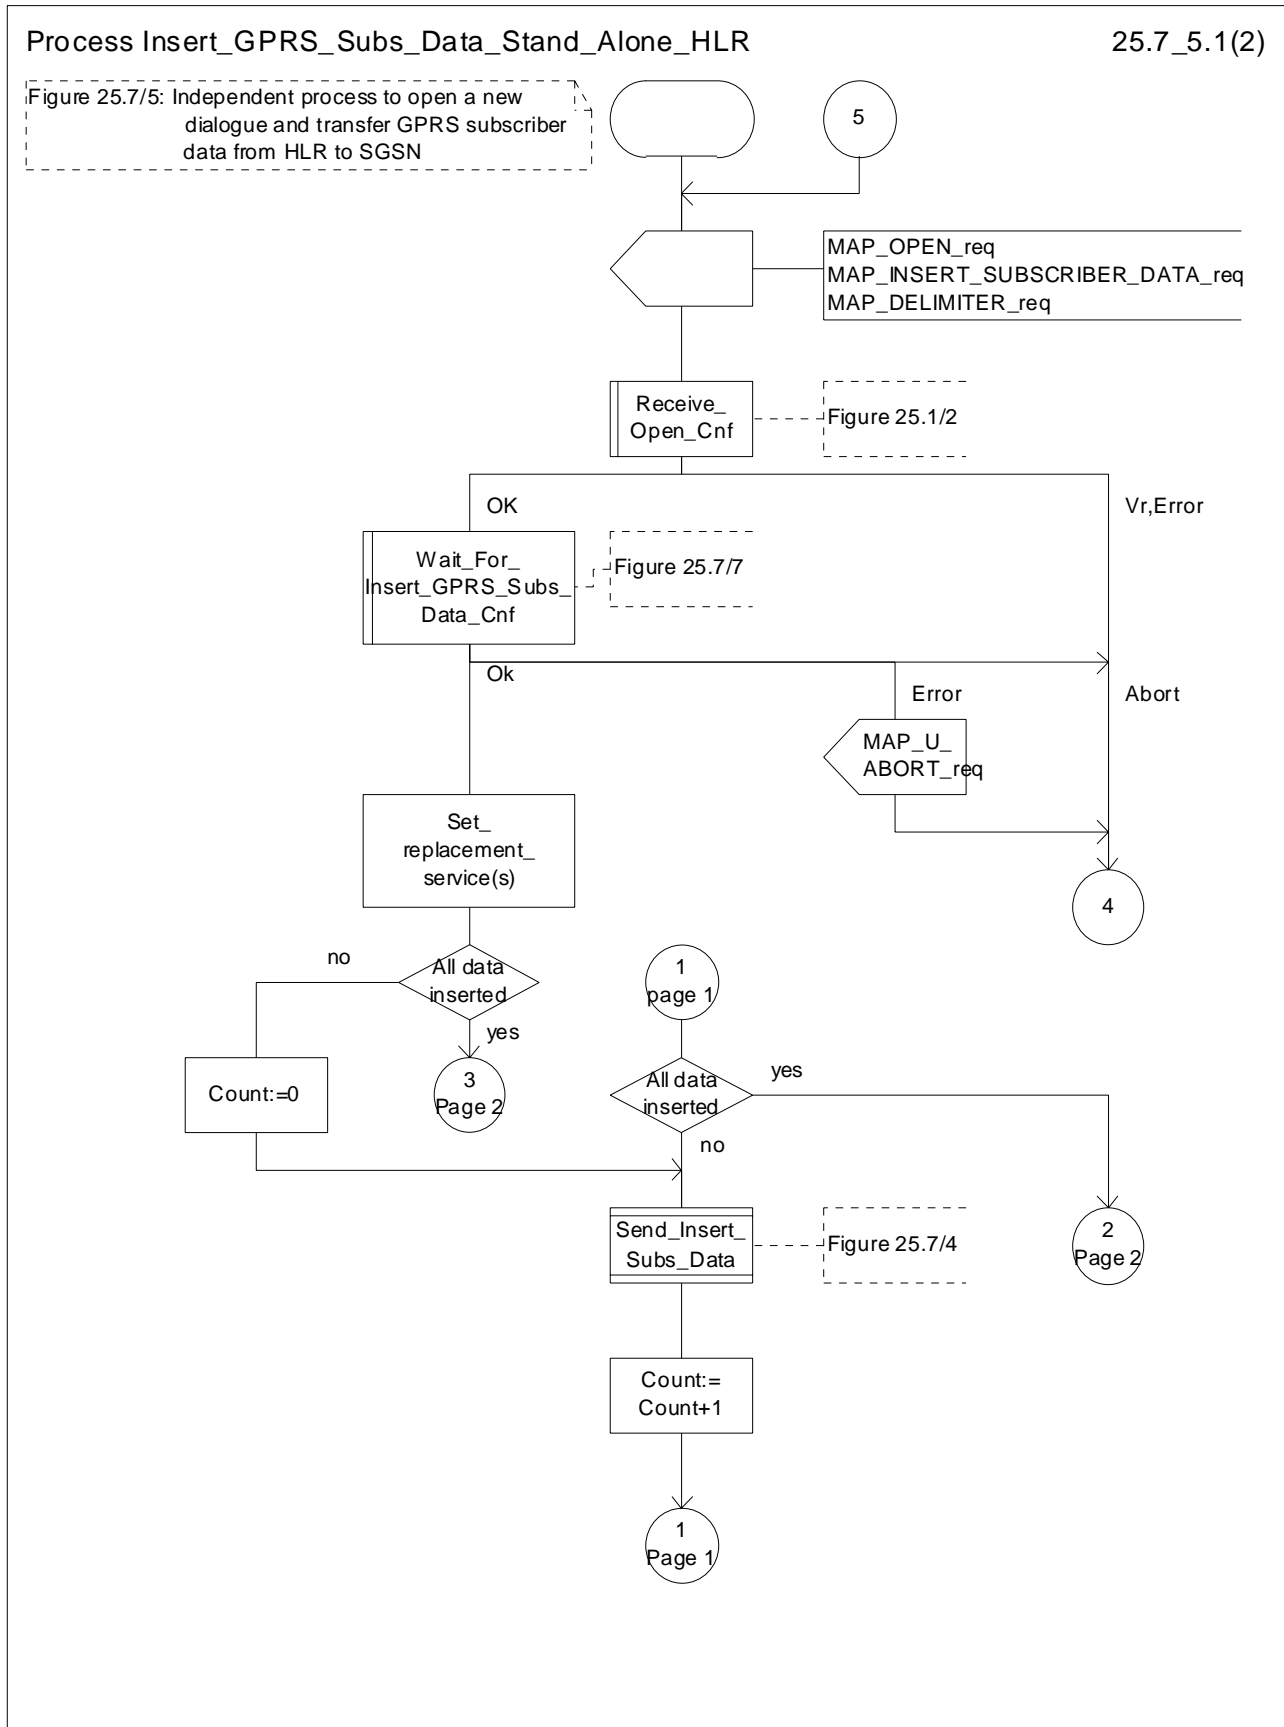 Process Insert_GPRS_Subs_Data_Stand_Alone_HLR
25.7_5.1(2)
Figure 25.7/5: Independent process to open a new
dialogue and transfer GPRS subscriber
data from HLR to SGSN
5
MAP_OPEN_req
MAP_INSERT_SUBSCRIBER_DATA_req
MAP_DELIMITER_req
Receive_
Open_Cnf
Figure 25.1/2
OK
Vr,Error
Wait_For_
Insert_GPRS_Subs_
Data_Cnf
Figure 25.7/7
Ok
Error
Abort
MAP_U_
ABORT_req
Set_
replacement_
service(s)
4
no
All data
inserted
yes
1
page 1
Count:=0
3
Page 2
All data
inserted
yes
no
Send_Insert_
Subs_Data
Figure 25.7/4
2
Page 2
Count:=
Count+1
1
Page 1